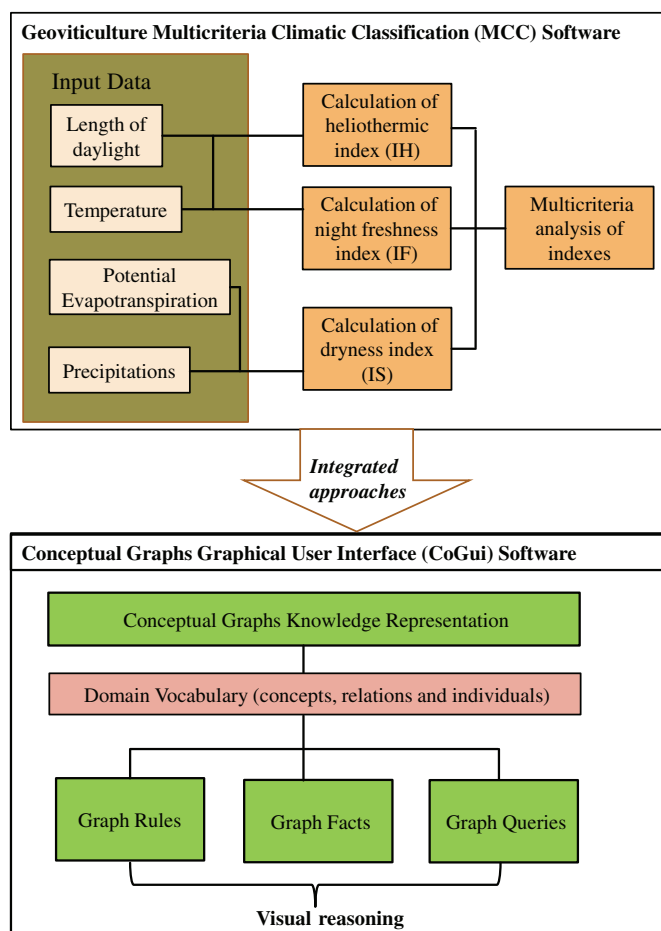 Geoviticulture Multicriteria Climatic Classification (MCC) Software
Input Data
Length of
daylight
Temperature
Potential
Evapotranspiration
Precipitations
Calculation of
heliothermic
index (IH)
Calculation of
night freshness
index (IF)
Calculation of
dryness index
(IS)
Multicriteria
analysis of
indexes
Integrated
approaches
Conceptual Graphs Graphical User Interface (CoGui) Software
Conceptual Graphs Knowledge Representation
Domain Vocabulary (concepts, relations and individuals)
Graph Rules
Graph Facts
Graph Queries
Visual reasoning